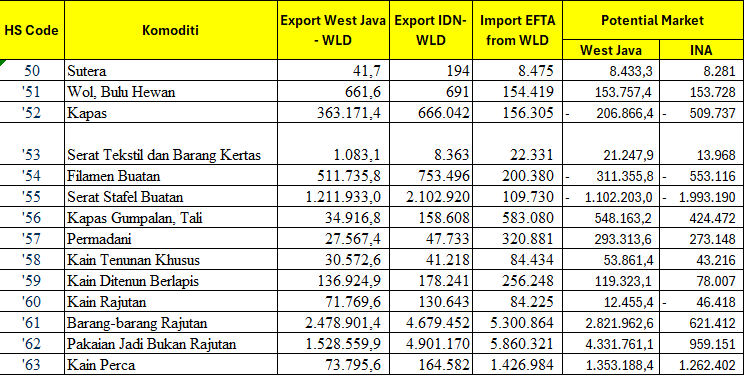 HS Code Komoditi Export West Java - WLD Export IDN-WLD Import EFTA from WLD Potential Market
West Java INA
50 Sutera 41,7 194 8.475 8.433,3 8.281
'51 Wol, Bulu Hewan 661,6 691 154.419 153.757,4 153.728
'52 Kapas 363.171,4 666.042 156.305 - 206.866,4 - 509.737
'53 Serat Tekstil dan Barang Kertas 1.083,1 8.363 22.331 21.247,9 13.968
'54 Filamen Buatan 511.735,8 753.496 200.380 - 311.355,8 - 553.116
'55 Serat Stafel Buatan 1.211.933,0 2.102.920 109.730 - 1.102.203,0 - 1.993.190
'56 Kapas Gumpalan, Tali 34.916,8 158.608 583.080 548.163,2 424.472
'57 Permadani 27.567,4 47.733 320.881 293.313,6 273.148
'58 Kain Tenunan Khusus 30.572,6 41.218 84.434 53.861,4 43.216
'59 Kain Ditenun Berlapis 136.924,9 178.241 256.248 119.323,1 78.007
'60 Kain Rajutan 71.769,6 130.643 84.225 12.455,4 - 46.418
'61 Barang-barang Rajutan 2.478.901,4 4.679.452 5.300.864 2.821.962,6 621.412
'62 Pakaian Jadi Bukan Rajutan 1.528.559,9 4.901.170 5.860.321 4.331.761,1 959.151
'63 Kain Perca 73.795,6 164.582 1.426.984 1.353.188,4 1.262.402